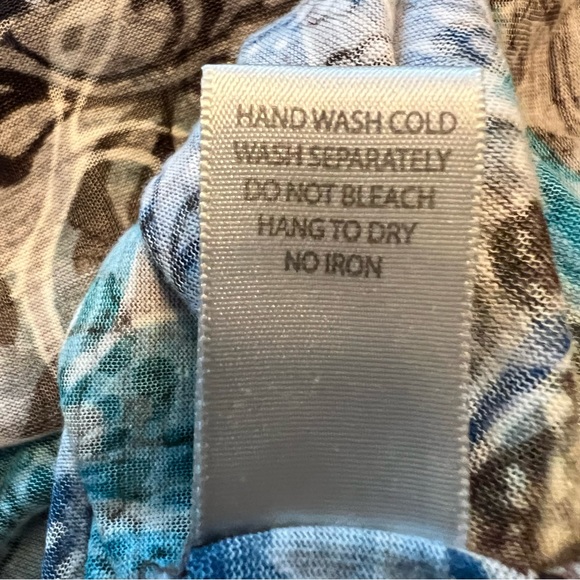 HAND WASH COLD
WASH SEPARATELY
DO NOT BLEACH
HANG TO DRY
NO IRON